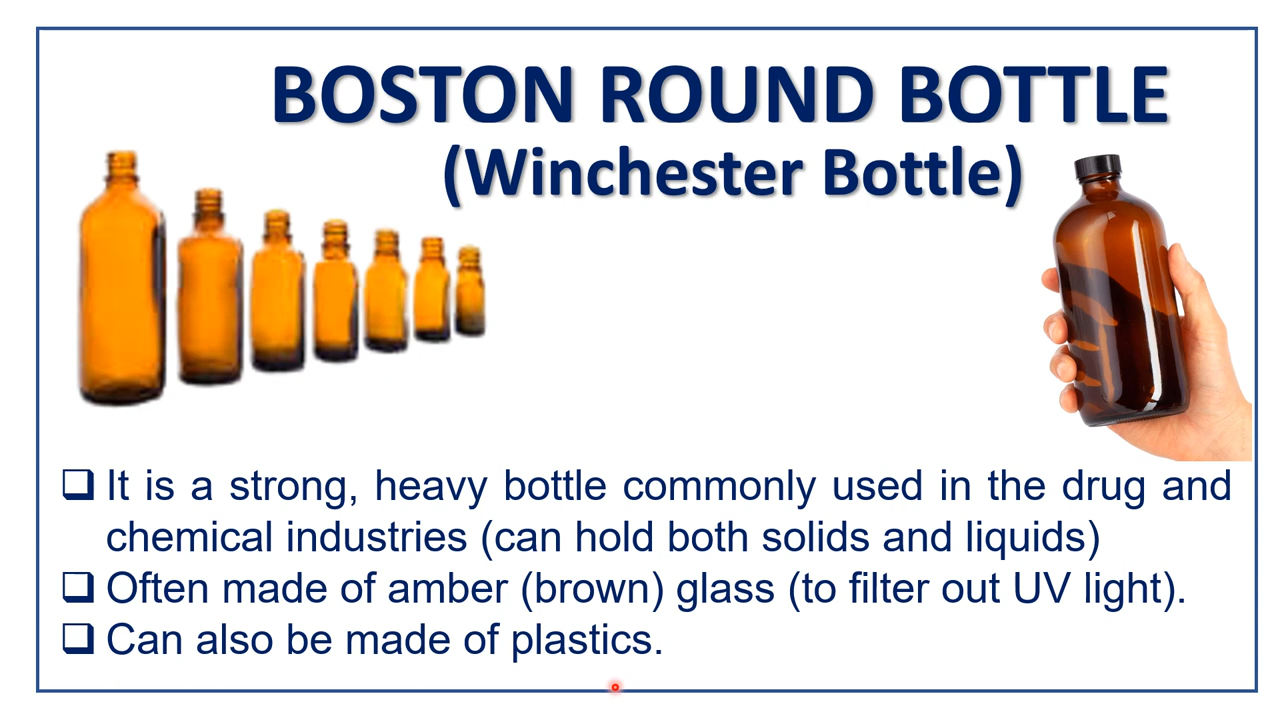 BOSTON ROUND BOTTLE
(Winchester Bottle)
❑ It is a strong, heavy bottle commonly used in the drug and
chemical industries (can hold both solids and liquids)
❑ Often made of amber (brown) glass (to filter out UV light).
❑ Can also be made of plastics.